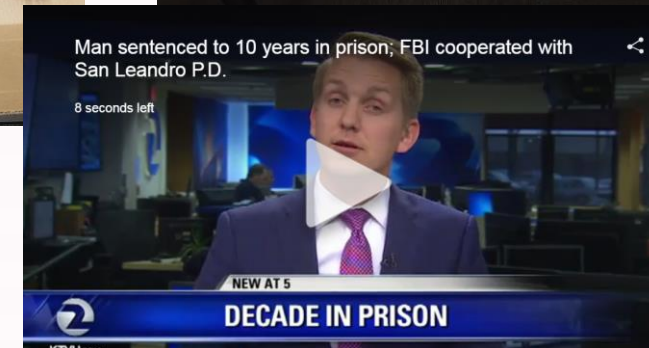 Man sentenced to 10 years in prison; FBI cooperated with
San Leandro P.D.
8 seconds left
NEW AT 5
2
DECADE IN PRISON